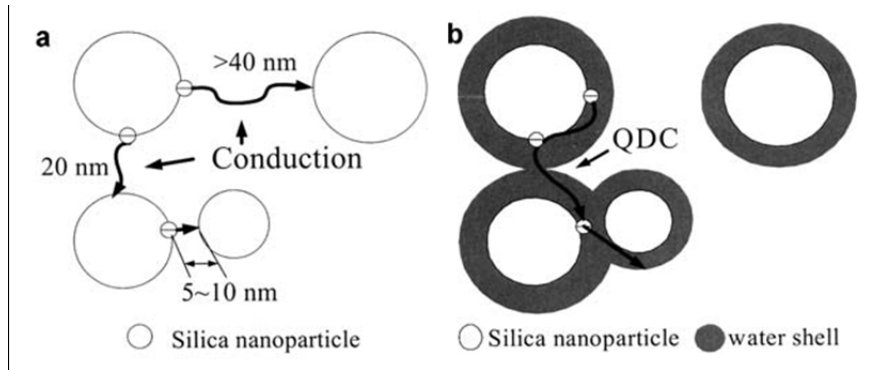 a
>40 nm
Conduction
20 nm
5~10 nm
Silica nanoparticle
b
QDC
Silica nanoparticle
water shell